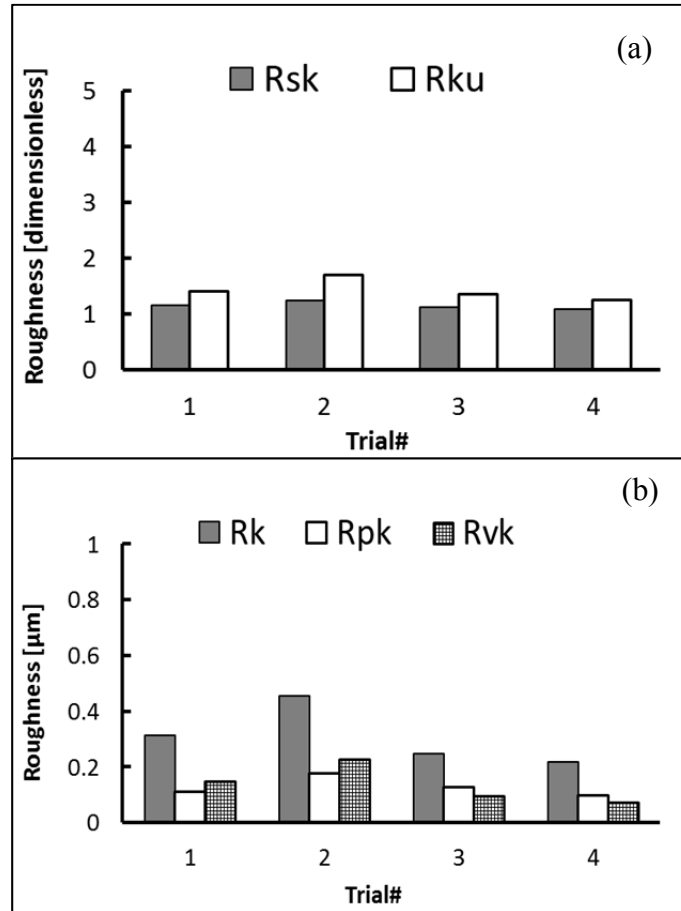 (a)
Rsk Rku
Roughness [dimensionless]
5
4
3
2
1
0
1 2 3 4
Trial#
(b)
Rk Rpk Rvk
Roughness [µm]
1
0.8
0.6
0.4
0.2
0
1 2 3 4
Trial#